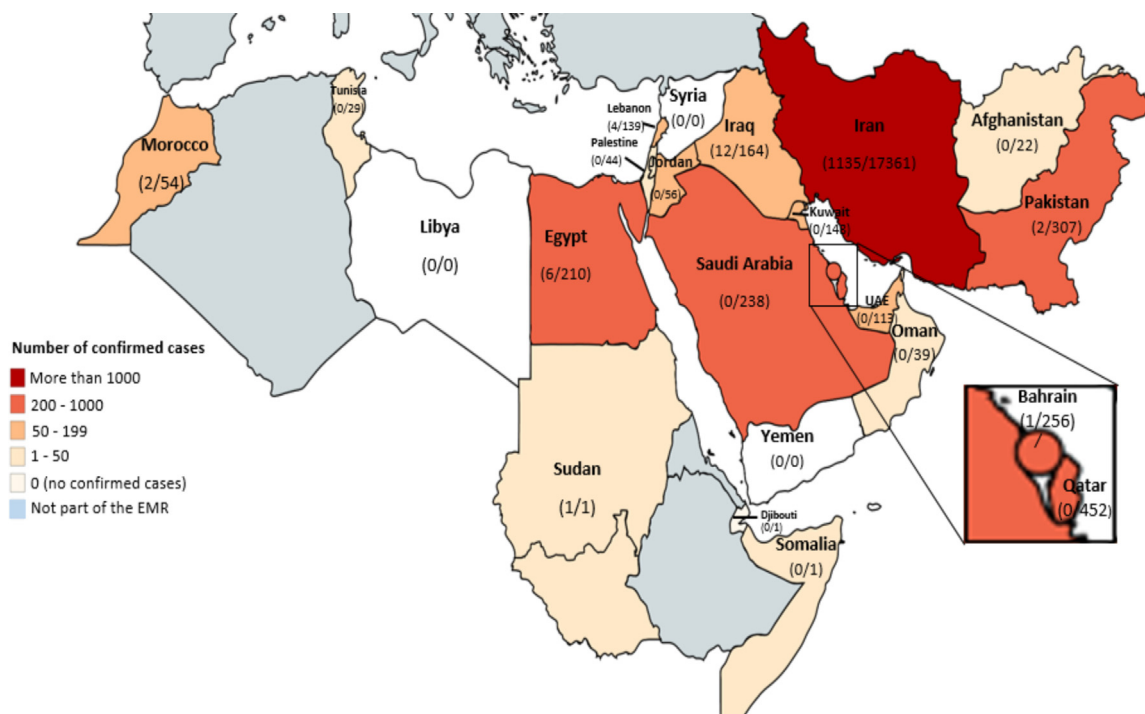 Tunisia
(0/29)
Morocco
(2/54)
Libya
(0/0)
Lebanon
(4/139)
Palestine
(0/44)
Syria
(0/0)
Jordan
(0/56)
Iraq
(12/164)
Iran
(1135/17361)
Afghanistan
(0/22)
Pakistan
(2/307)
Kuwait
(0/148)
Egypt
(6/210)
Saudi Arabia
(0/238)
UAE
(0/113)
Oman
(0/39)
Yemen
(0/0)
Sudan
(1/1)
Djibouti
(0/1)
Somalia
(0/1)
Bahrain
(1/256)
Qatar
(0/452)
Number of confirmed cases
More than 1000
200 - 1000
50 - 199
1 - 50
0 (no confirmed cases)
Not part of the EMR